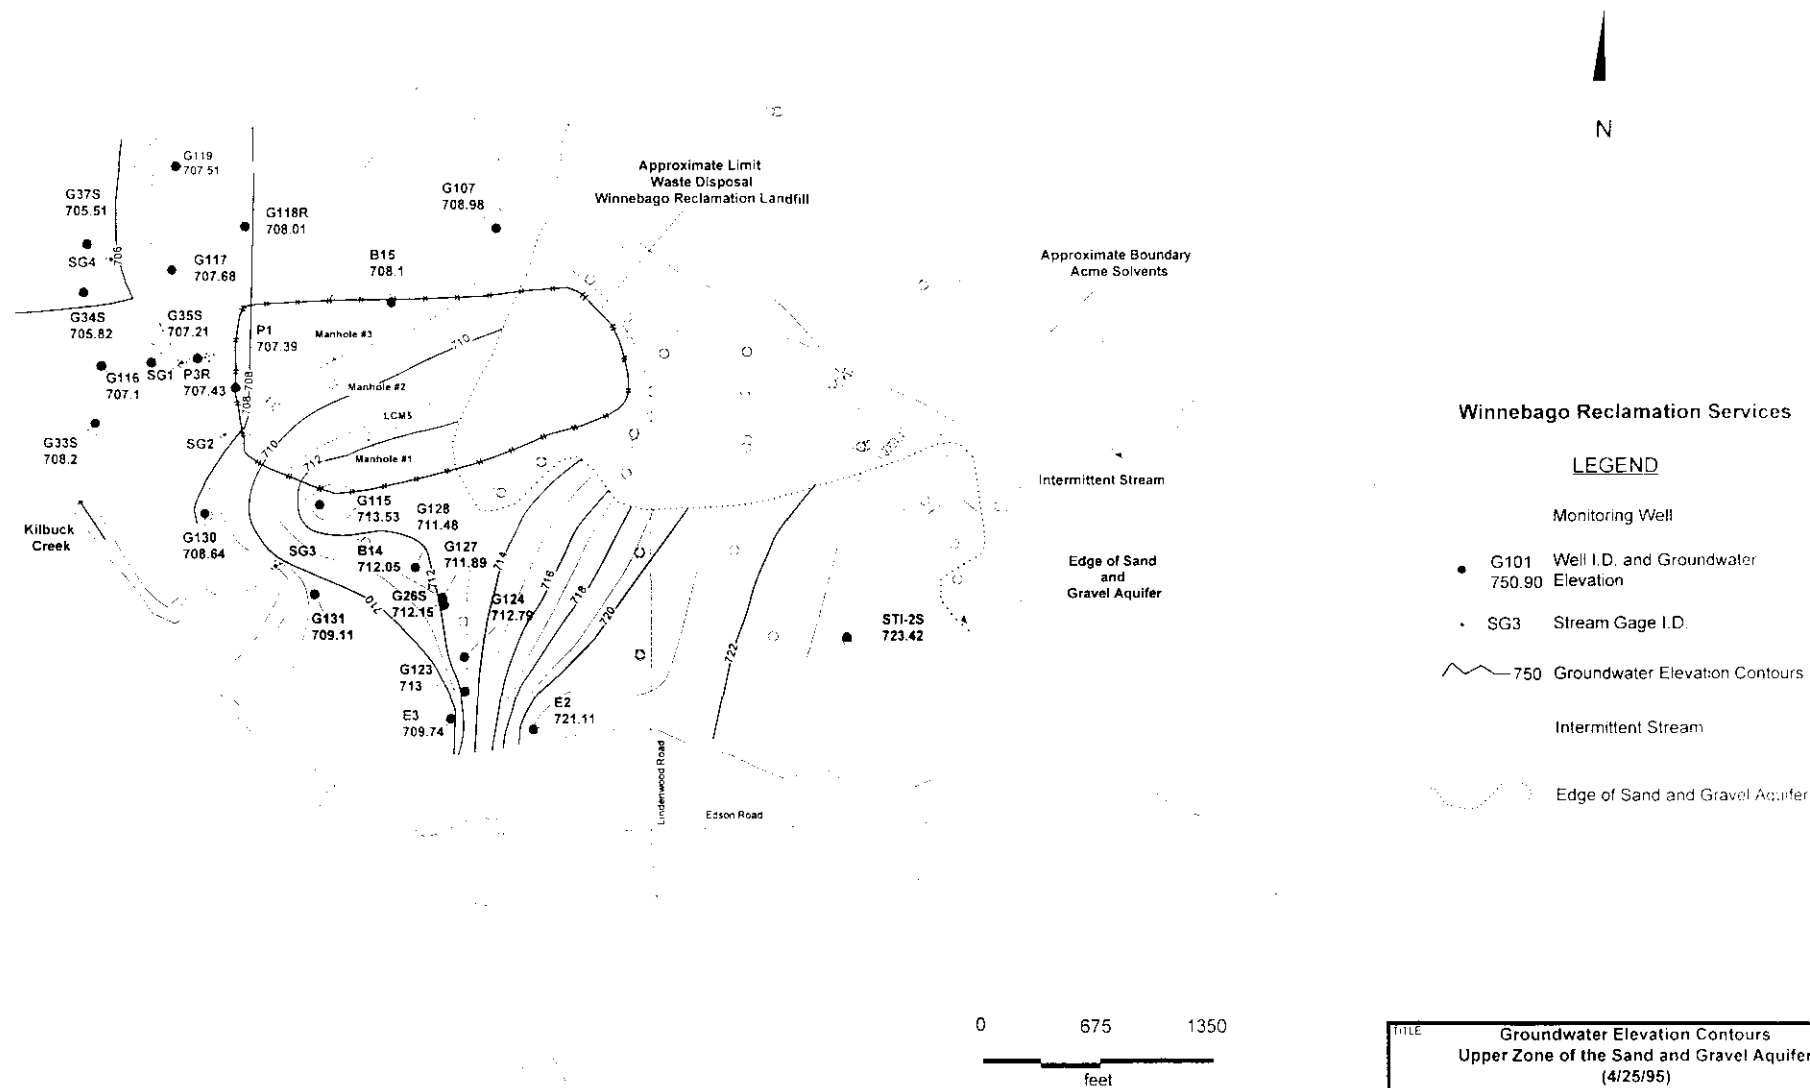 N
G119
707.51
Approximate Limit
Waste Disposal
Winnebago Reclamation Landfill
G37S
705.51
G107
708.98
G118R
708.01
SG4
706
G117
707.68
B15
708.1
Approximate Boundary
Acme Solvents
G34S
705.82
G35S
707.21
P1
707.39
Manhole #3
710
G116
707.1
SG1
P3R
707.43
708
708
Manhole #2
LCMS
G33S
708.2
SG2
710
712
Manhole #1
Intermittent Stream
Kilbuck
Creek
G130
708.64
G115
713.53
G128
711.48
SG3
B14
712.05
G127
711.89
714
716
718
720
722
Edge of Sand
and
Gravel Aquifer
710
712
G26S
712.15
G124
712.79
G131
709.11
STI-2S
723.42
G123
713
E3
709.74
E2
721.11
Lindenwood Road
Edson Road
Winnebago Reclamation Services
LEGEND
Monitoring Well
G101
750.90
Well I.D. and Groundwater
Elevation
SG3 Stream Gage I.D.
750 Groundwater Elevation Contours
Intermittent Stream
Edge of Sand and Gravel Aquifer
0 675 1350
feet
TITLE
Groundwater Elevation Contours
Upper Zone of the Sand and Gravel Aquifer
(4/25/95)